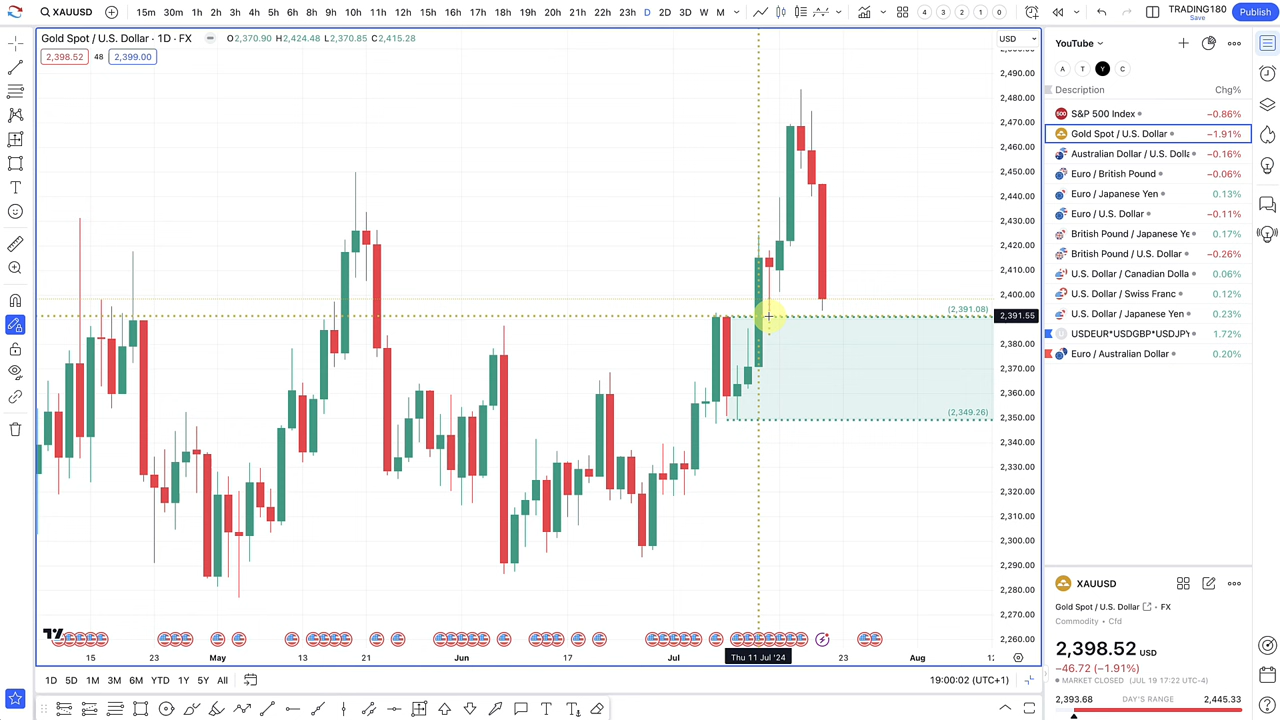 XAUUSD 15m 30m 1h 2h 3h 4h 5h 6h 8h 9h 10h 11h 12h 15h 16h 17h 18h 19h 20h 21h 22h 23h D 2D 3D W M 4 3 2 1 0 TRADING180 Save Publish
Gold Spot / U.S. Dollar · 1D · FX O2,370.90 H2,424.48 L2,370.85 C2,415.28
2,398.52 48 2,399.00
USD
2,490.00
2,480.00
2,470.00
2,460.00
2,450.00
2,440.00
2,430.00
2,420.00
2,410.00
2,400.00
(2,391.08)
2,391.55
2,380.00
2,370.00
2,360.00
(2,349.26)
2,350.00
2,340.00
2,330.00
2,320.00
2,310.00
2,300.00
2,290.00
2,280.00
2,270.00
2,260.00
15 23 May 13 21 Jun 17 Jul Thu 11 Jul '24 23 Aug
1D 5D 1M 3M 6M YTD 1Y 5Y All 19:00:02 (UTC+1)
YouTube
A T Y C
Description Chg%
500 S&P 500 Index −0.86%
Gold Spot / U.S. Dollar −1.91%
Australian Dollar / U.S. Dolla −0.16%
Euro / British Pound −0.06%
Euro / Japanese Yen 0.13%
Euro / U.S. Dollar −0.11%
British Pound / Japanese Ye 0.17%
British Pound / U.S. Dollar −0.26%
U.S. Dollar / Canadian Dolla 0.06%
U.S. Dollar / Swiss Franc 0.12%
U.S. Dollar / Japanese Yen 0.23%
U USDEUR*USDGBP*USDJPY 1.72%
Euro / Australian Dollar 0.20%
XAUUSD
Gold Spot / U.S. Dollar · FX
Commodity · Cfd
2,398.52 USD
−46.72 (−1.91%)
MARKET CLOSED (JUL 19 17:22 UTC-4)
2,393.68 DAY'S RANGE 2,445.33